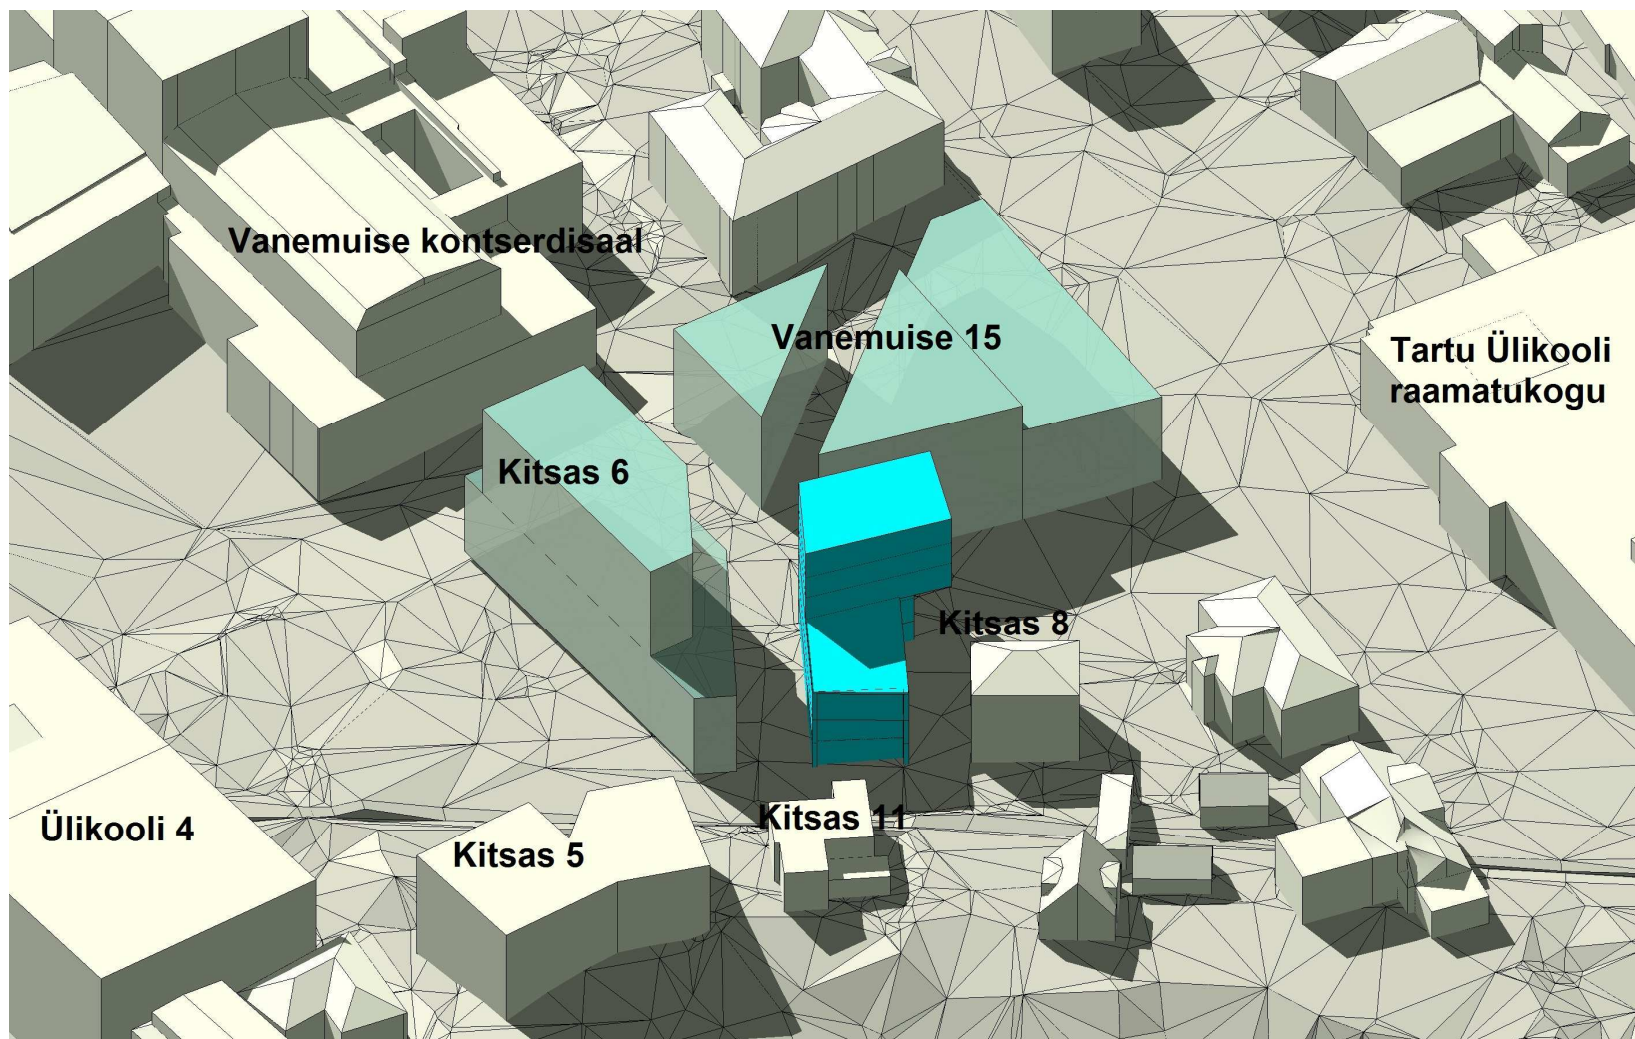 Vanemuise kontserdisaal
Vanemuise 15
Tartu Ülikooli
raamatukogu
Kitsas 6
Kitsas 8
Kitsas 11
Ülikooli 4
Kitsas 5